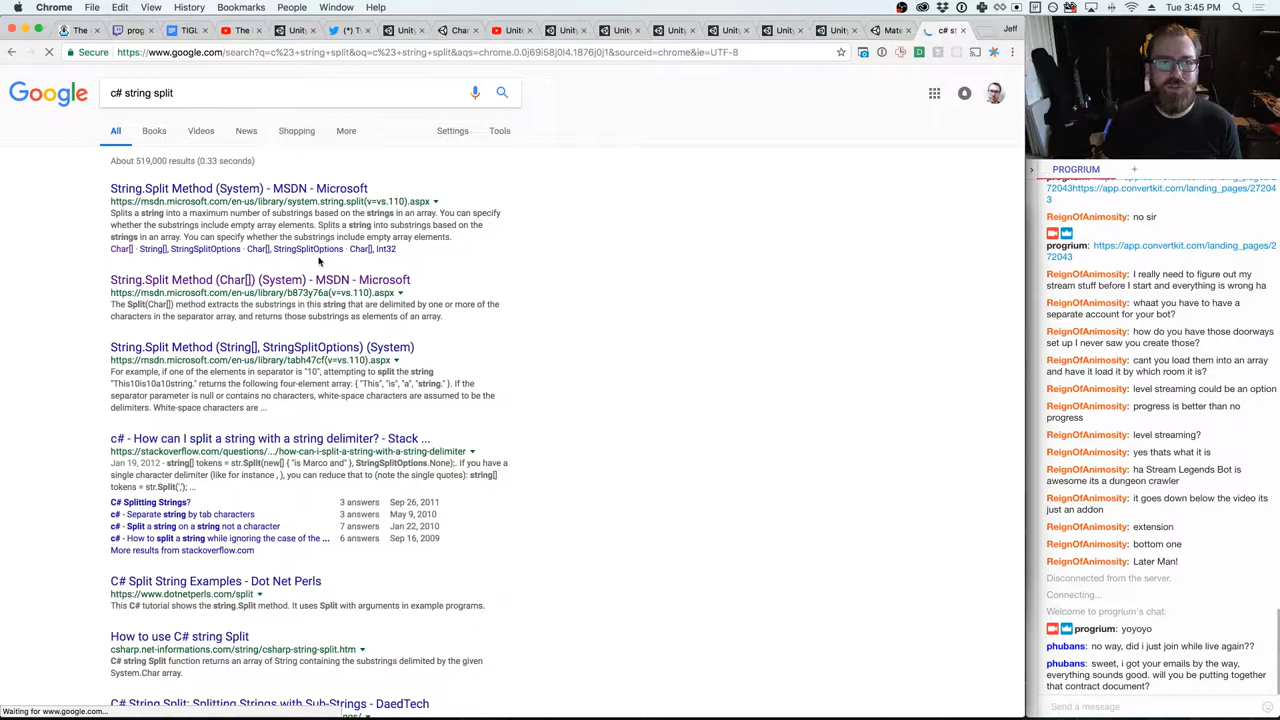 Chrome File Edit View History Bookmarks People Window Help Tue 3:45 PM
The prog TIGL The Unity (*) T Unity Cha Unit Unity Unity Unity Unity Unity Unity Mate c# st Jeff
Secure https://www.google.com/search?q=c%23+string+split&oq=c%23+string+split&aqs=chrome.0.0j69i58j0l4.1876j0j1&sourceid=chrome&ie=UTF-8
Google c# string split
All Books Videos News Shopping More Settings Tools
About 519,000 results (0.33 seconds)
String.Split Method (System) - MSDN - Microsoft
https://msdn.microsoft.com/en-us/library/system.string.split(v=vs.110).aspx
Splits a string into a maximum number of substrings based on the strings in an array. You can specify
whether the substrings include empty array elements. Splits a string into substrings based on the
strings in an array. You can specify whether the substrings include empty array elements.
Char[] · String[], StringSplitOptions · Char[], StringSplitOptions · Char[], Int32
String.Split Method (Char[]) (System) - MSDN - Microsoft
https://msdn.microsoft.com/en-us/library/b873y76a(v=vs.110).aspx
The Split(Char[]) method extracts the substrings in this string that are delimited by one or more of the
characters in the separator array, and returns those substrings as elements of an array.
String.Split Method (String[], StringSplitOptions) (System)
https://msdn.microsoft.com/en-us/library/tabh47cf(v=vs.110).aspx
For example, if one of the elements in separator is "10", attempting to split the string
"This10is10a10string." returns the following four-element array: { "This", "is", "a", "string." }. If the
separator parameter is null or contains no characters, white-space characters are assumed to be the
delimiters. White-space characters are ...
c# - How can I split a string with a string delimiter? - Stack ...
https://stackoverflow.com/questions/.../how-can-i-split-a-string-with-a-string-delimiter
Jan 19, 2012 - string[] tokens = str.Split(new[] { "is Marco and" }, StringSplitOptions.None);. If you have a
single character delimiter (like for instance , ), you can reduce that to (note the single quotes): string[]
tokens = str.Split(','); ...
C# Splitting Strings? 3 answers Sep 26, 2011
c# - Separate string by tab characters 3 answers May 9, 2010
c# - Split a string on a string not a character 7 answers Jan 22, 2010
c# - How to split a string while ignoring the case of the ... 6 answers Sep 16, 2009
More results from stackoverflow.com
C# Split String Examples - Dot Net Perls
https://www.dotnetperls.com/split
This C# tutorial shows the string.Split method. It uses Split with arguments in example programs.
How to use C# string Split
csharp.net-informations.com/string/csharp-string-split.htm
C# string Split function returns an array of String containing the substrings delimited by the given
System.Char array.
C# String Split: Splitting Strings with Sub-Strings - DaedTech
Waiting for www.google.com...
PROGRIUM +
72043https://app.convertkit.com/landing_pages/27204
3
ReignOfAnimosity: no sir
progrium: https://app.convertkit.com/landing_pages/2
72043
ReignOfAnimosity: I really need to figure out my
stream stuff before I start and everything is wrong ha
ReignOfAnimosity: whaat you have to have a
separate account for your bot?
ReignOfAnimosity: how do you have those doorways
set up I never saw you create those?
ReignOfAnimosity: cant you load them into an array
and have it load it by which room it is?
ReignOfAnimosity: level streaming could be an option
ReignOfAnimosity: progress is better than no
progress
ReignOfAnimosity: level streaming?
ReignOfAnimosity: yes thats what it is
ReignOfAnimosity: ha Stream Legends Bot is
awesome its a dungeon crawler
ReignOfAnimosity: it goes down below the video its
just an addon
ReignOfAnimosity: extension
ReignOfAnimosity: bottom one
ReignOfAnimosity: Later Man!
Disconnected from the server.
Connecting...
Welcome to progrium's chat:
progrium: yoyoyo
phubans: no way, did i just join while live again??
phubans: sweet, i got your emails by the way,
everything sounds good. will you be putting together
that contract document?
Send a message